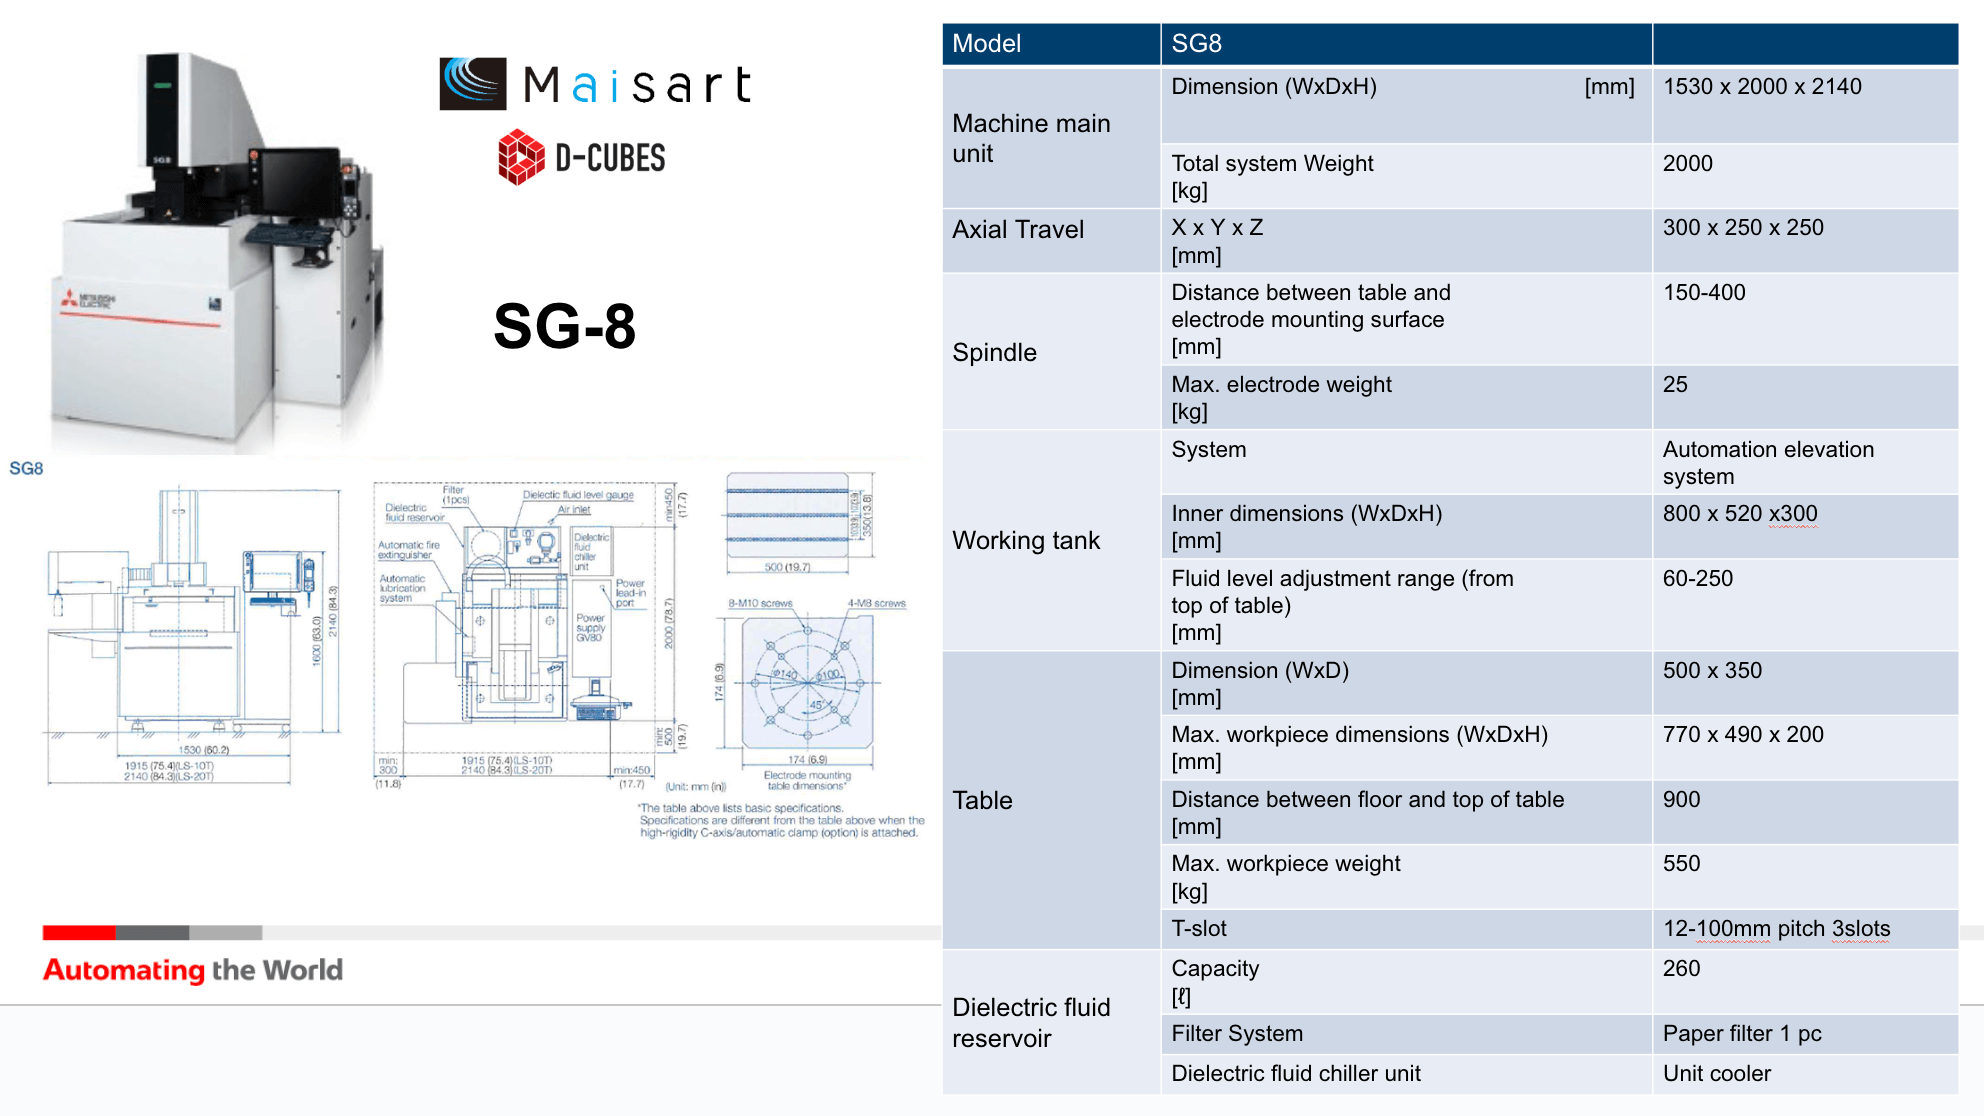 Maisart
D-CUBES
SG8
MITSUBISHI
ELECTRIC
SG-8
SG8
1530 (60.2)
1915 (75.4)(LS-10T)
2140 (84.3)(LS-20T)
1600 (63.0)
2140 (84.3)
Filter
(1pcs)
Dielectic fluid level gauge
Air inlet
Dielectric
fluid reservoir
Automatic fire
extinguisher
Automatic
lubrication
system
Dielectric
fluid
chiller
unit
Power
lead-in
port
Power
supply
GV80
min450
(17.7)
2000 (78.7)
min:
500
(19.7)
min:
300
(11.8)
1915 (75.4)(LS-10T)
2140 (84.3)(LS-20T)
min:450
(17.7)
(Unit: mm (in))
500 (19.7)
350(13.8)
8-M10 screws
4-M8 screws
φ140
φ100
45°
174 (6.9)
174 (6.9)
Electrode mounting
table dimensions*
*The table above lists basic specifications.
Specifications are different from the table above when the
high-rigidity C-axis/automatic clamp (option) is attached.
Automating the World
Model SG8
Machine main
unit
Dimension (WxDxH) [mm] 1530 x 2000 x 2140
Total system Weight 2000
[kg]
Axial Travel
X x Y x Z 300 x 250 x 250
[mm]
Spindle
Distance between table and 150-400
electrode mounting surface
[mm]
Max. electrode weight 25
[kg]
Working tank
System Automation elevation
system
Inner dimensions (WxDxH) 800 x 520 x300
[mm]
Fluid level adjustment range (from 60-250
top of table)
[mm]
Table
Dimension (WxD) 500 x 350
[mm]
Max. workpiece dimensions (WxDxH) 770 x 490 x 200
[mm]
Distance between floor and top of table 900
[mm]
Max. workpiece weight 550
[kg]
T-slot 12-100mm pitch 3slots
Dielectric fluid
reservoir
Capacity 260
[ℓ]
Filter System Paper filter 1 pc
Dielectric fluid chiller unit Unit cooler